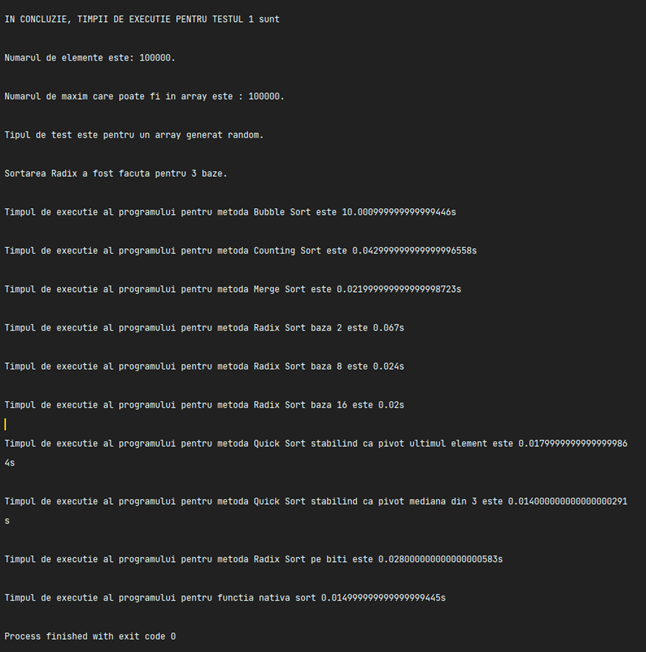 IN CONCLUZIE, TIMPII DE EXECUTIE PENTRU TESTUL 1 sunt
Numarul de elemente este: 100000.
Numarul de maxim care poate fi in array este : 100000.
Tipul de test este pentru un array generat random.
Sortarea Radix a fost facuta pentru 3 baze.
Timpul de executie al programului pentru metoda Bubble Sort este 10.000999999999999446s
Timpul de executie al programului pentru metoda Counting Sort este 0.042999999999999996558s
Timpul de executie al programului pentru metoda Merge Sort este 0.021999999999999998723s
Timpul de executie al programului pentru metoda Radix Sort baza 2 este 0.067s
Timpul de executie al programului pentru metoda Radix Sort baza 8 este 0.024s
Timpul de executie al programului pentru metoda Radix Sort baza 16 este 0.02s
Timpul de executie al programului pentru metoda Quick Sort stabilind ca pivot ultimul element este 0.0179999999999999986
4s
Timpul de executie al programului pentru metoda Quick Sort stabilind ca pivot mediana din 3 este 0.014000000000000000291
s
Timpul de executie al programului pentru metoda Radix Sort pe biti este 0.028000000000000000583s
Timpul de executie al programului pentru functia nativa sort 0.014999999999999999445s
Process finished with exit code 0